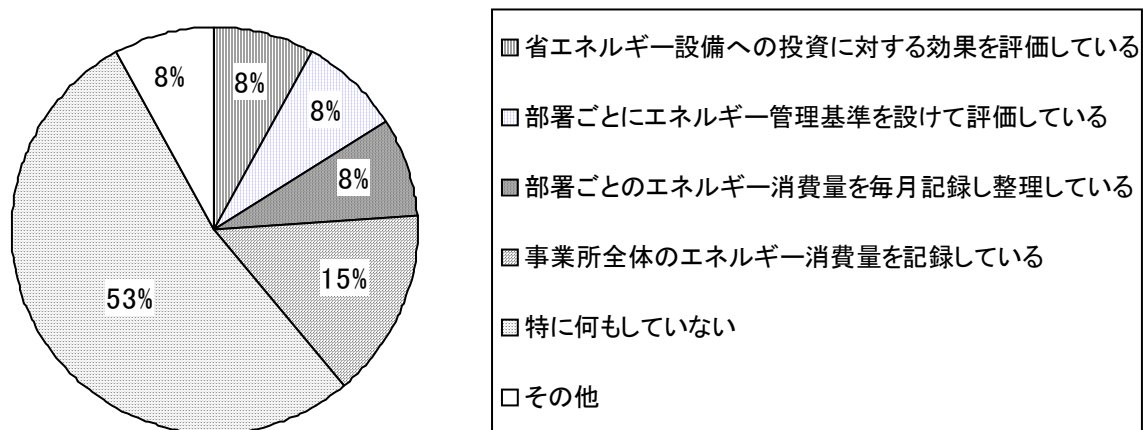 8%
8%
8%
8%
15%
53%
省エネルギー設備への投資に対する効果を評価している
部署ごとにエネルギー管理基準を設けて評価している
部署ごとのエネルギー消費量を毎月記録し整理している
事業所全体のエネルギー消費量を記録している
特に何もしていない
その他